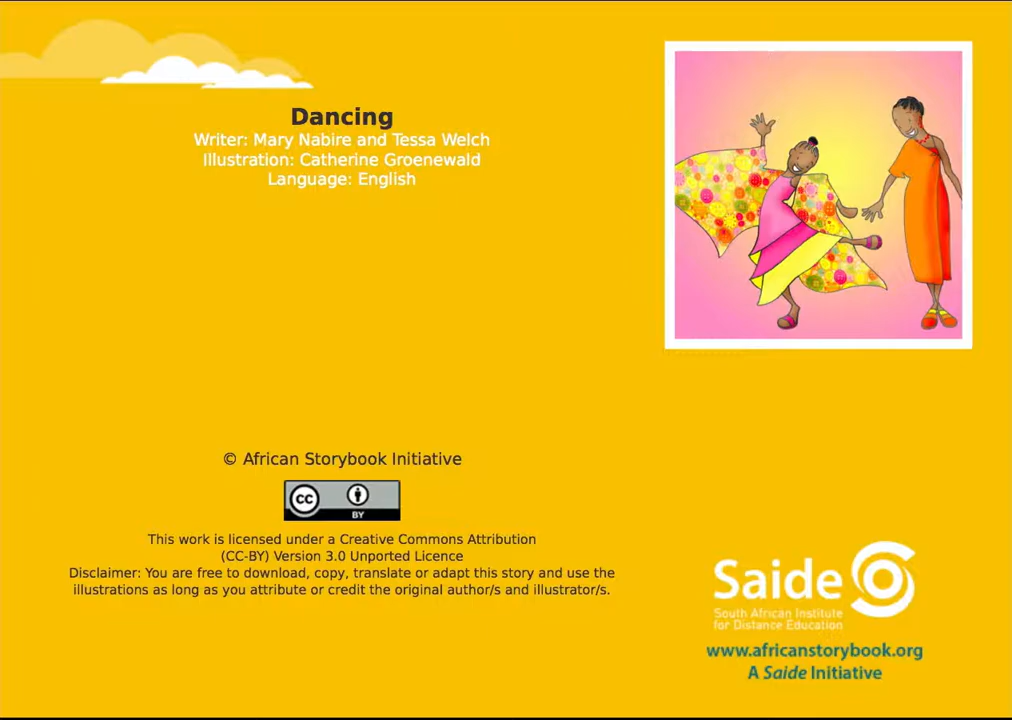 Dancing
Writer: Mary Nabire and Tessa Welch
Illustration: Catherine Groenewald
Language: English
© African Storybook Initiative
cc
BY
This work is licensed under a Creative Commons Attribution
(CC-BY) Version 3.0 Unported Licence
Disclaimer: You are free to download, copy, translate or adapt this story and use the
illustrations as long as you attribute or credit the original author/s and illustrator/s.
Saide
South African Institute
for Distance Education
www.africanstorybook.org
A Saide Initiative